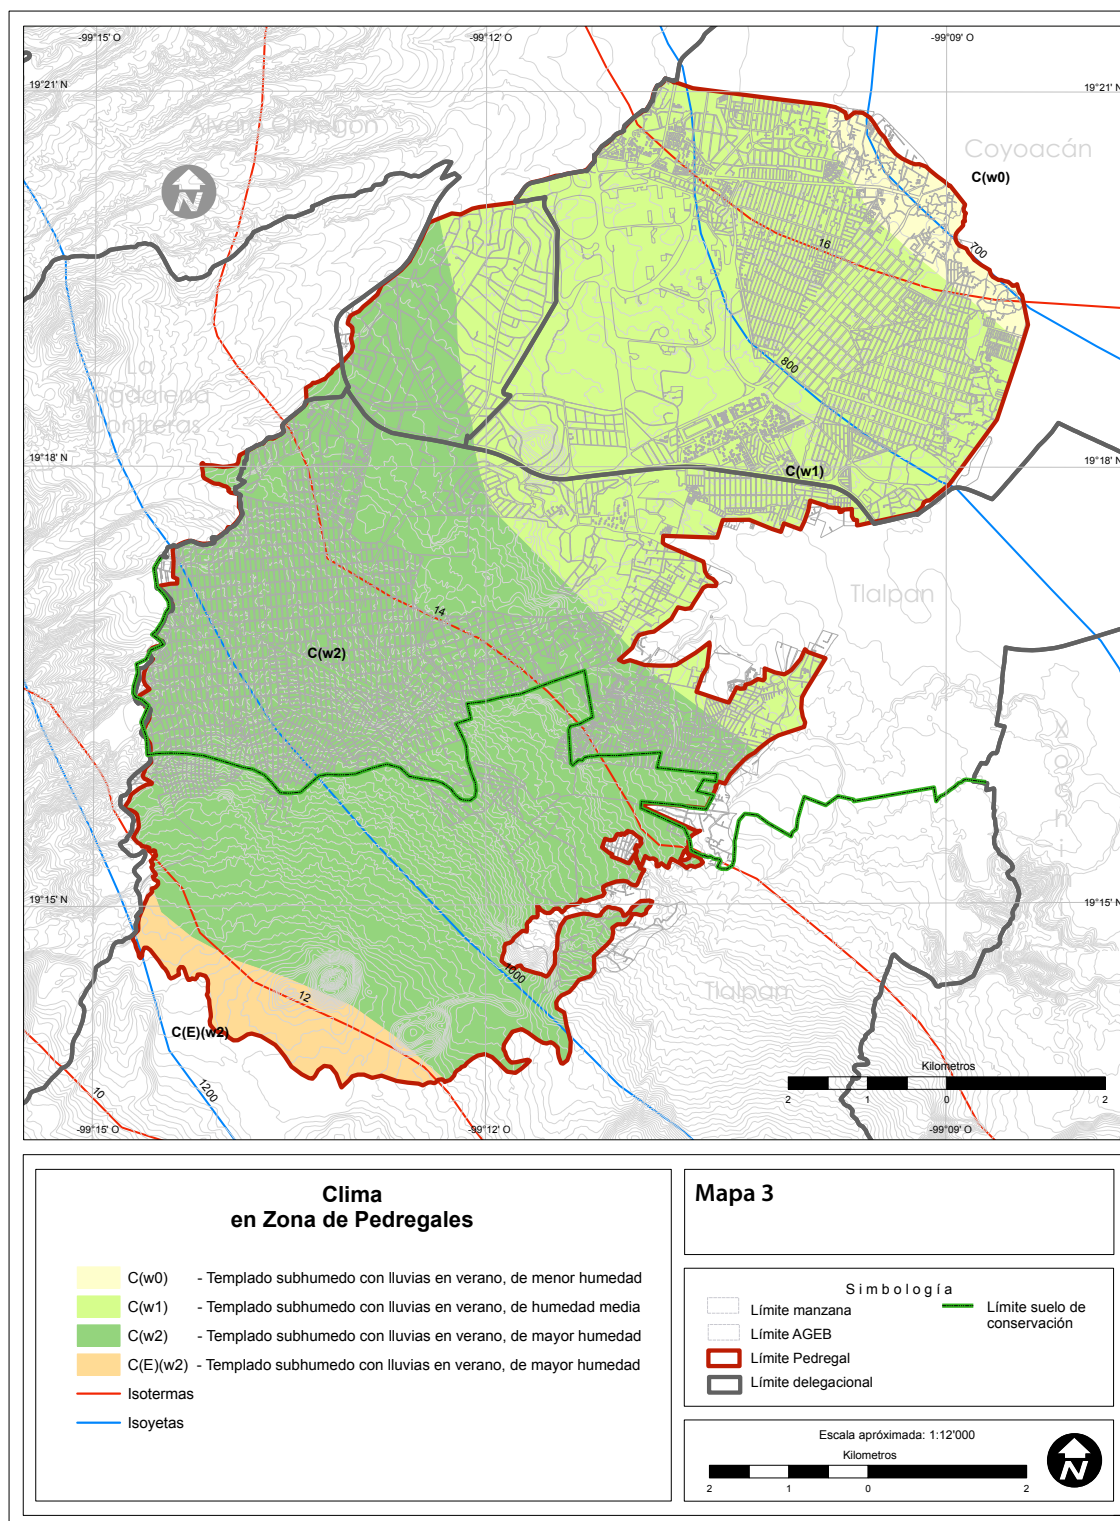 -99°15' O
-99°12' O
-99°09' O
19°21' N
19°21' N
Coyoacán
C(w0)
N
16
700
La
Magdalena
Contreras
800
19°18' N
19°18' N
C(w1)
Tlalpan
14
C(w2)
19°15' N
19°15' N
1000
Tlalpan
12
C(E)(w2)
10
1200
Kilometros
2 1 0 2
-99°15' O
-99°12' O
-99°09' O
Clima
en Zona de Pedregales
C(w0) - Templado subhumedo con lluvias en verano, de menor humedad
C(w1) - Templado subhumedo con lluvias en verano, de humedad media
C(w2) - Templado subhumedo con lluvias en verano, de mayor humedad
C(E)(w2) - Templado subhumedo con lluvias en verano, de mayor humedad
Isotermas
Isoyetas
Mapa 3
Simbología
Límite manzana
Límite AGEB
Límite Pedregal
Límite delegacional
Límite suelo de
conservación
Escala apróximada: 1:12'000
Kilometros
2 1 0 2
N